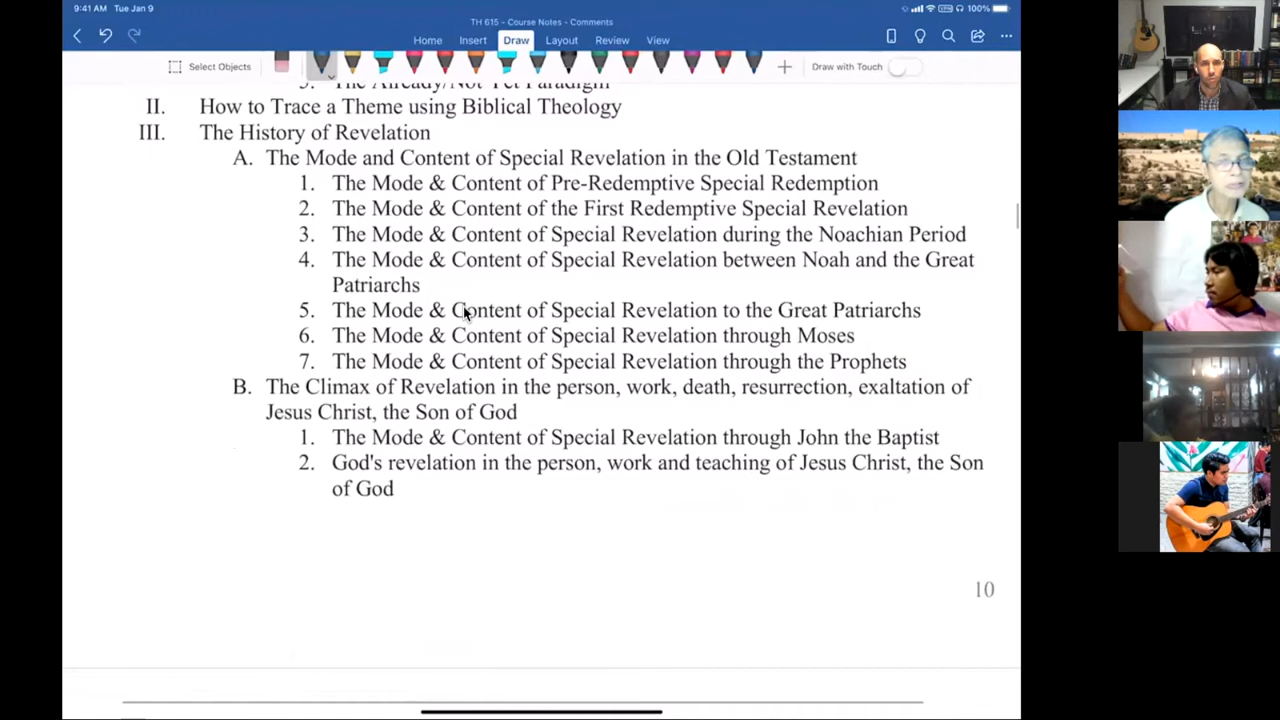 9:41 AM Tue Jan 9
100%
TH 615 - Course Notes - Comments
Home Insert Draw Layout Review View
Select Objects
Draw with Touch
5. The Already/Not Yet Paradigm
II. How to Trace a Theme using Biblical Theology
III. The History of Revelation
A. The Mode and Content of Special Revelation in the Old Testament
1. The Mode & Content of Pre-Redemptive Special Redemption
2. The Mode & Content of the First Redemptive Special Revelation
3. The Mode & Content of Special Revelation during the Noachian Period
4. The Mode & Content of Special Revelation between Noah and the Great
Patriarchs
5. The Mode & Content of Special Revelation to the Great Patriarchs
6. The Mode & Content of Special Revelation through Moses
7. The Mode & Content of Special Revelation through the Prophets
B. The Climax of Revelation in the person, work, death, resurrection, exaltation of
Jesus Christ, the Son of God
1. The Mode & Content of Special Revelation through John the Baptist
2. God's revelation in the person, work and teaching of Jesus Christ, the Son
of God
10